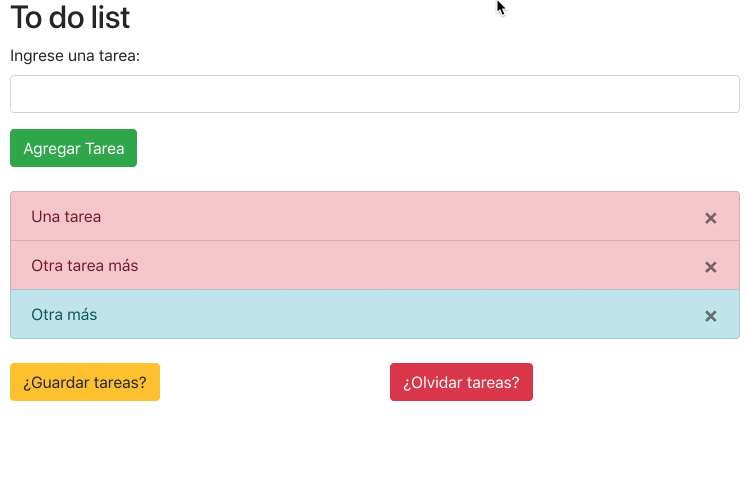 To do list
Ingrese una tarea:
Agregar Tarea
Una tarea ×
Otra tarea más ×
Otra más ×
¿Guardar tareas? ¿Olvidar tareas?